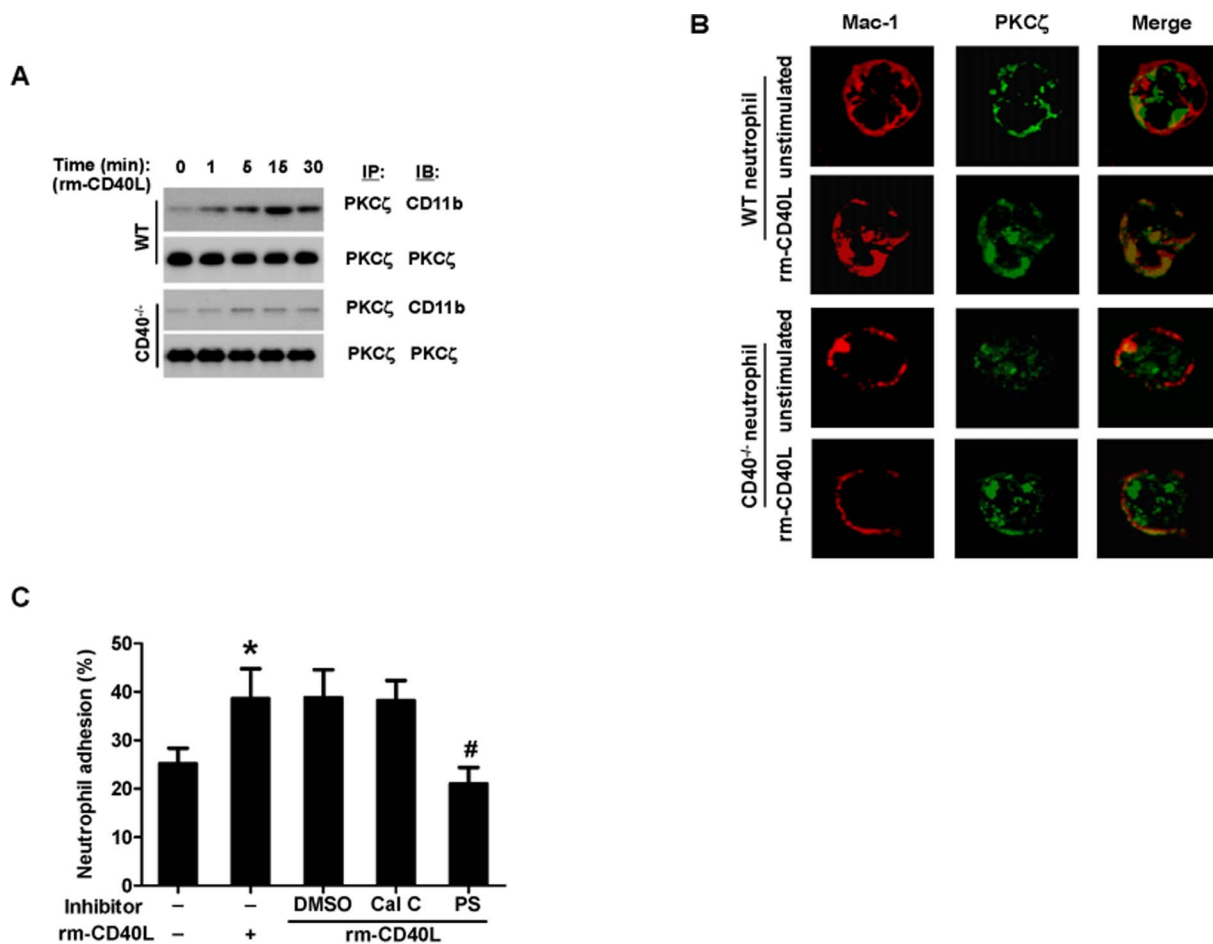 A
Time (min): 0 1 5 15 30 IP: IB:
(rm-CD40L)
WT
PKCζ CD11b
PKCζ PKCζ
CD40-/-
PKCζ CD11b
PKCζ PKCζ
B
Mac-1 PKCζ Merge
WT neutrophil
unstimulated
rm-CD40L
CD40-/- neutrophil
unstimulated
rm-CD40L
C
Neutrophil adhesion (%)
50
40
30
20
10
0
*
#
Inhibitor – – DMSO Cal C PS
rm-CD40L – + rm-CD40L